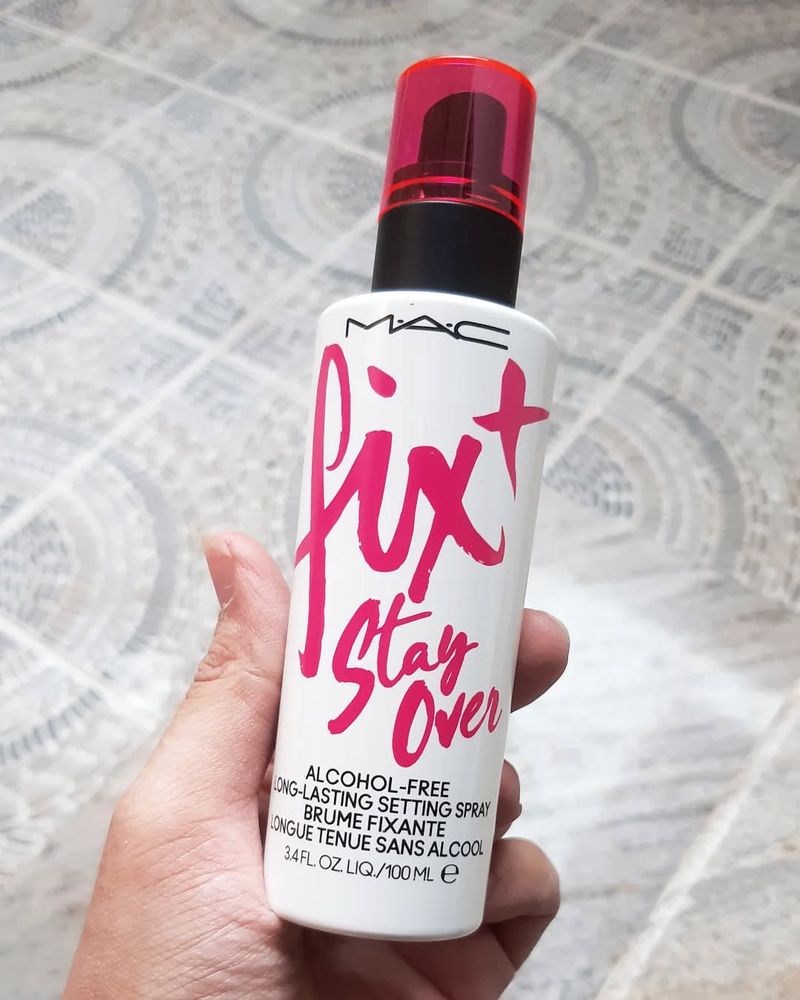 M·A·C
fix+
Stay
Over
ALCOHOL-FREE
LONG-LASTING SETTING SPRAY
BRUME FIXANTE
LONGUE TENUE SANS ALCOOL
3.4 FL. OZ. LIQ./100 ML ℮